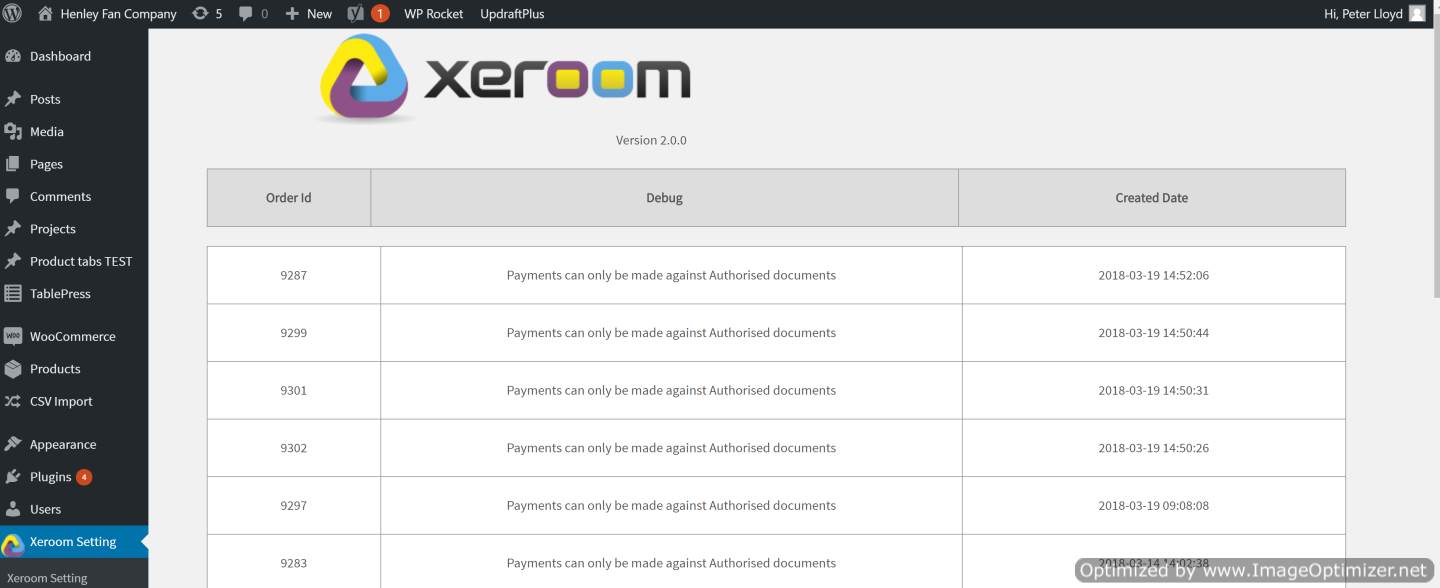 Henley Fan Company 5 0 New 1 WP Rocket UpdraftPlus Hi, Peter Lloyd
Dashboard
Posts
Media
Pages
Comments
Projects
Product tabs TEST
TablePress
WooCommerce
Products
CSV Import
Appearance
Plugins 4
Users
Xeroom Setting
Xeroom Setting
xeroom
Version 2.0.0
Order Id Debug Created Date
9287 Payments can only be made against Authorised documents 2018-03-19 14:52:06
9299 Payments can only be made against Authorised documents 2018-03-19 14:50:44
9301 Payments can only be made against Authorised documents 2018-03-19 14:50:31
9302 Payments can only be made against Authorised documents 2018-03-19 14:50:26
9297 Payments can only be made against Authorised documents 2018-03-19 09:08:08
9283 Payments can only be made against Authorised documents 2018-03-14 14:02:38
Optimized by www.ImageOptimizer.net